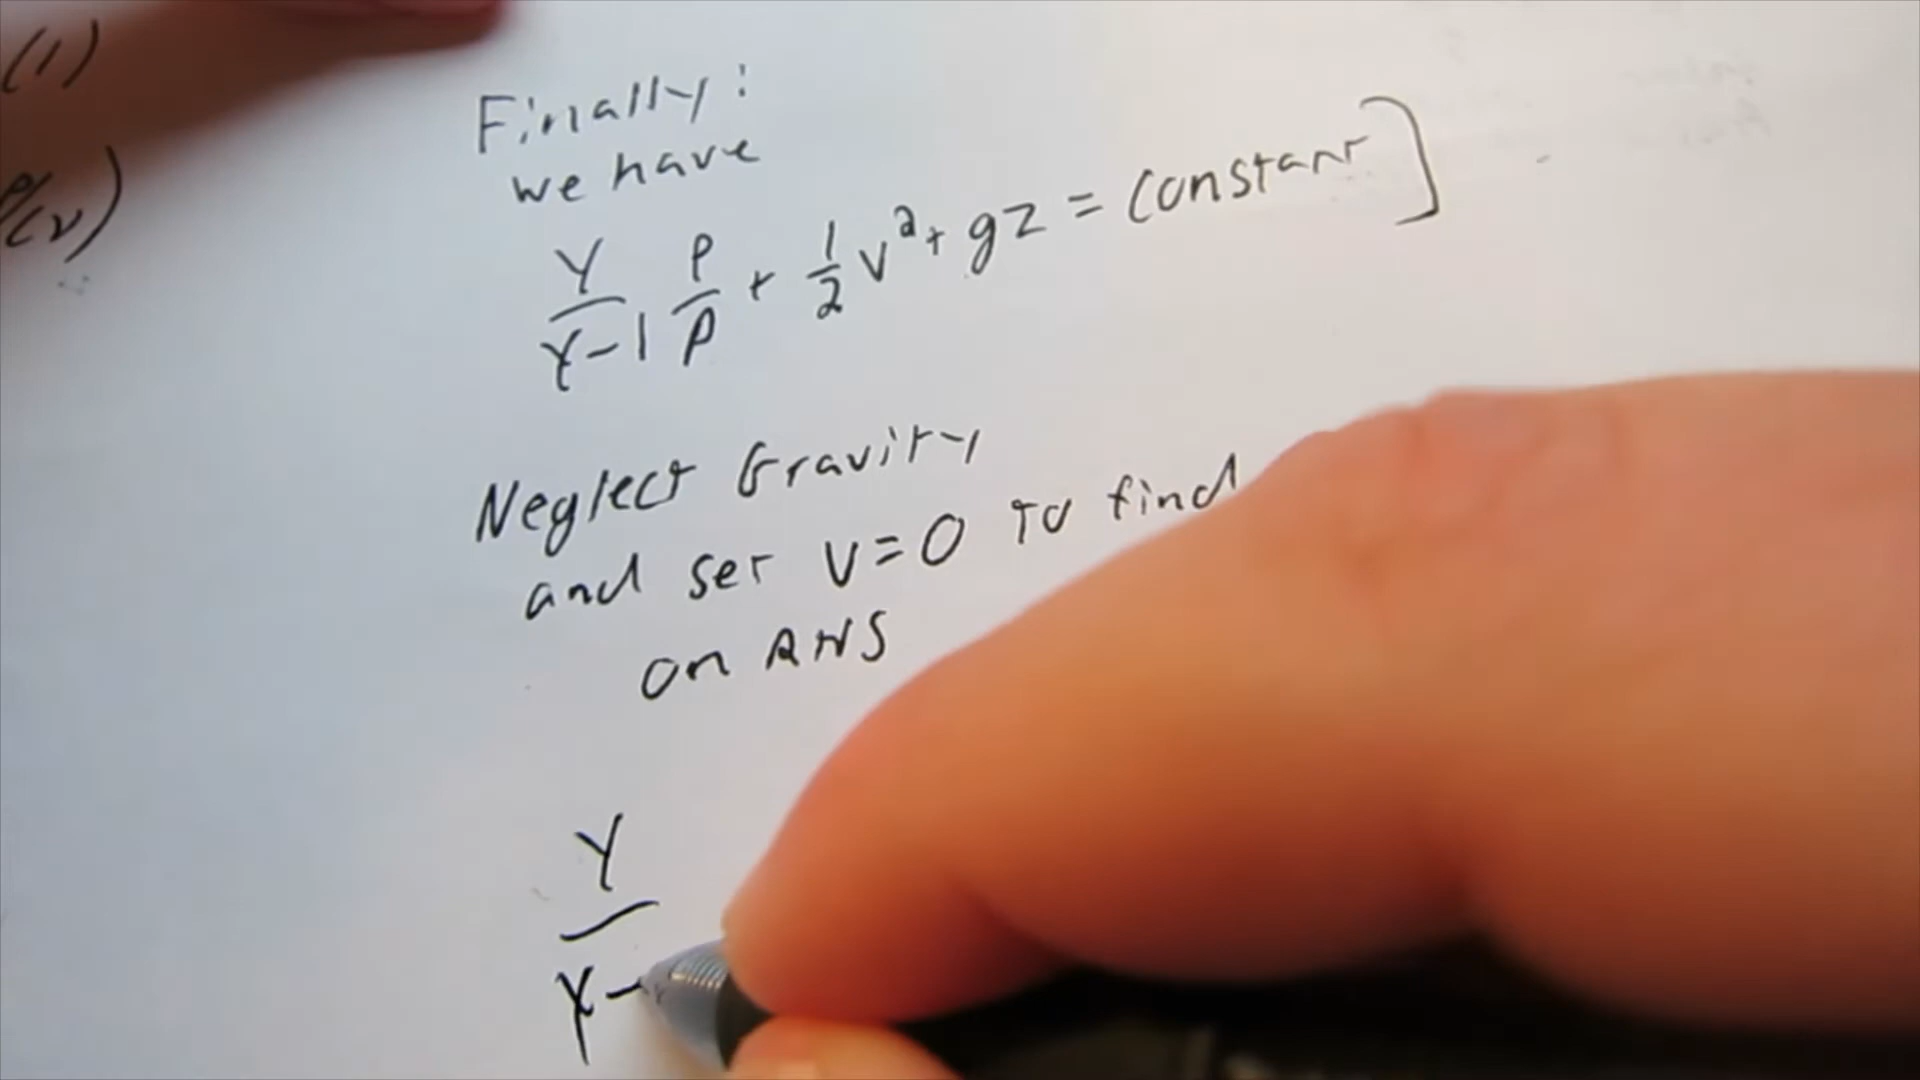 (1)
(v)
Finally:
we have
γ/(γ-1) P/ρ + 1/2 v² + gz = constant]
Neglect Gravity
and set v=0 to find
on RHS
γ/γ-